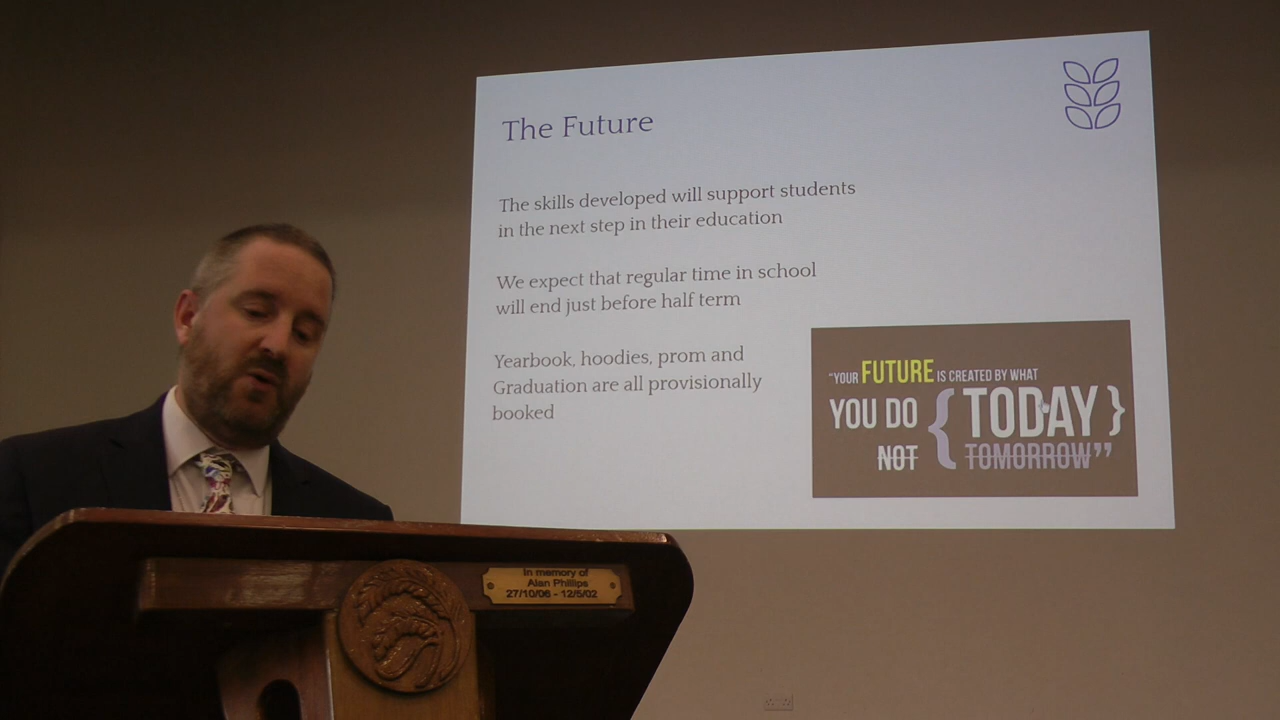 The Future
The skills developed will support students
in the next step in their education
We expect that regular time in school
will end just before half term
Yearbook, hoodies, prom and
Graduation are all provisionally
booked
“YOUR FUTURE IS CREATED BY WHAT
YOU DO { TODAY }
NOT TOMORROW”
In memory of
Alan Phillips
27/10/06 - 12/5/02